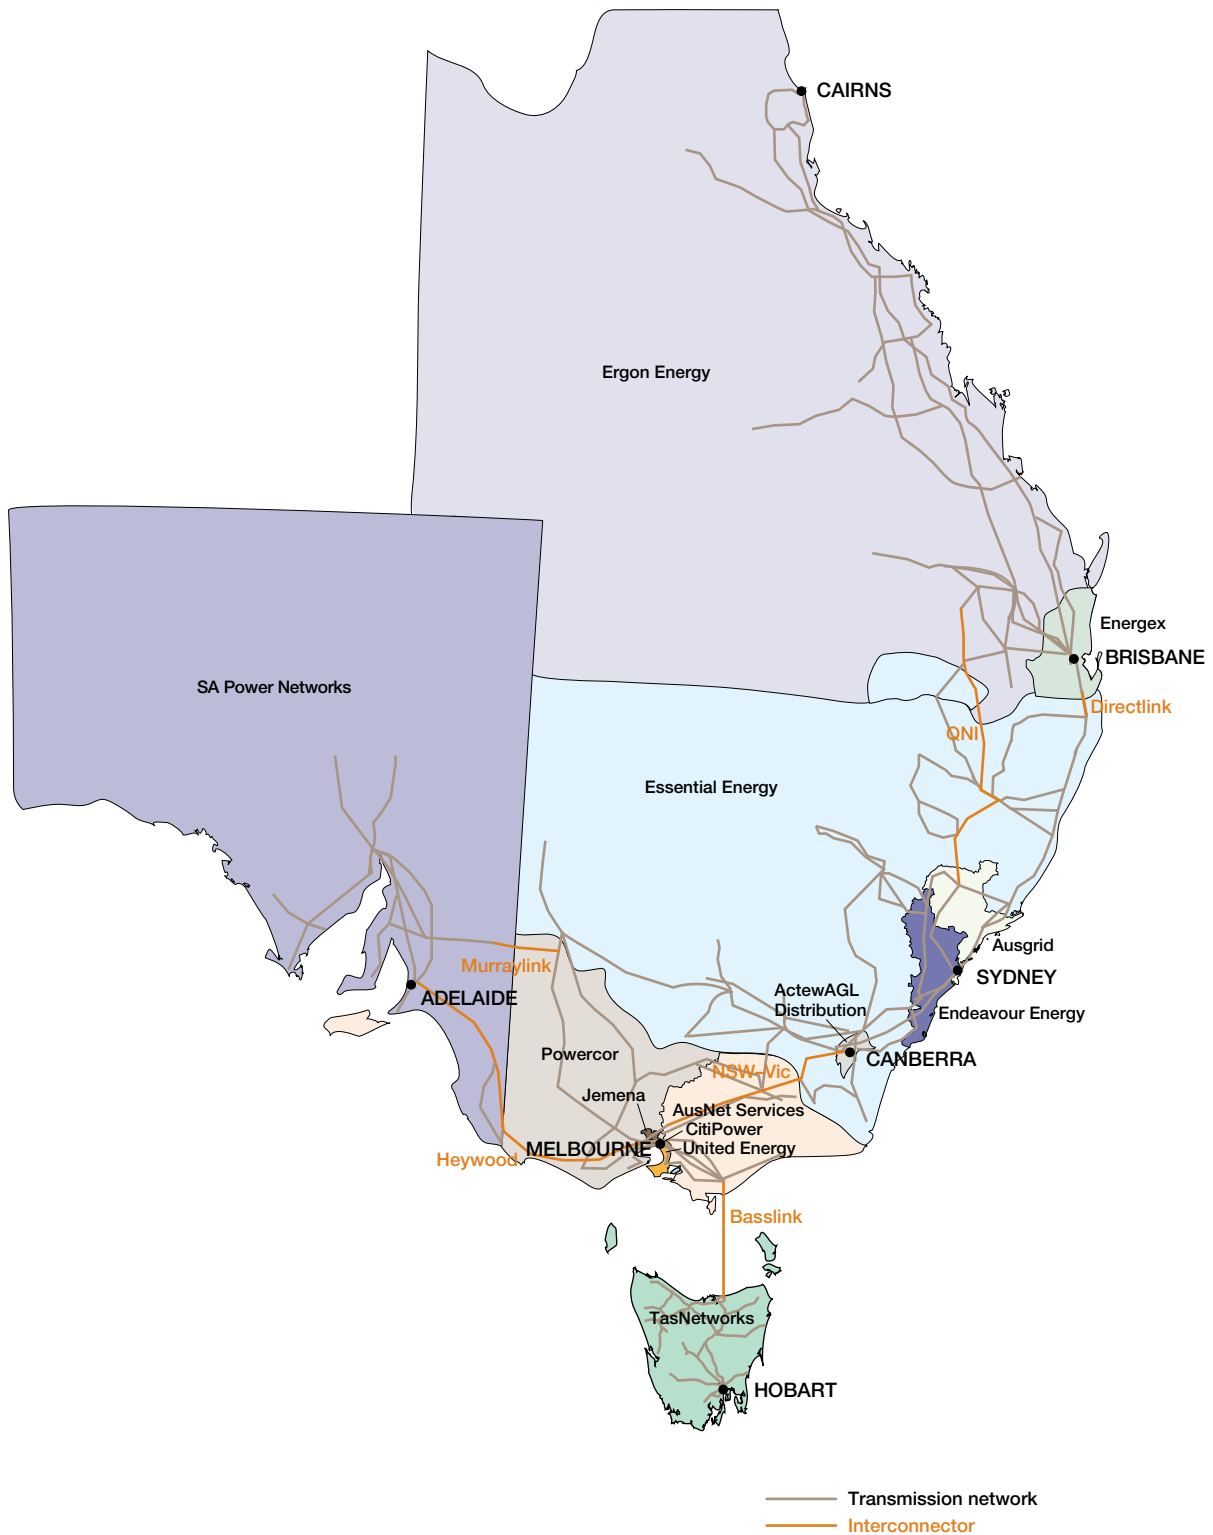 CAIRNS
Ergon Energy
Energex
BRISBANE
SA Power Networks
Directlink
QNI
Essential Energy
Ausgrid
Murraylink
SYDNEY
ActewAGL
Distribution
ADELAIDE
Endeavour Energy
Powercor
CANBERRA
NSW–Vic
Jemena
AusNet Services
CitiPower
MELBOURNE
United Energy
Heywood
Basslink
TasNetworks
HOBART
Transmission network
Interconnector